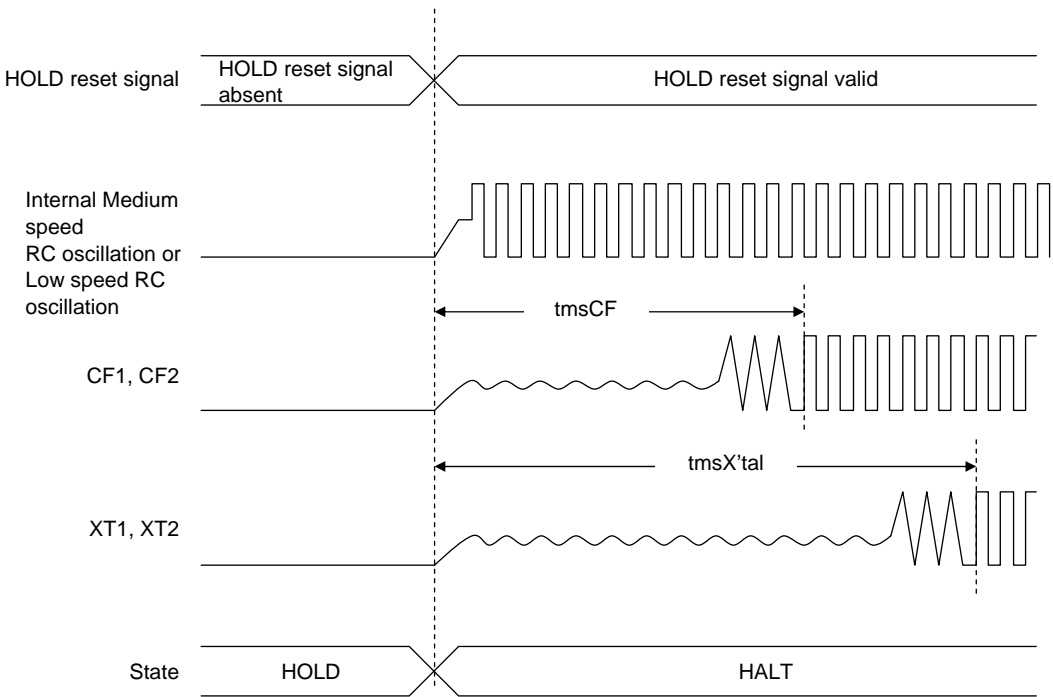 HOLD reset signal
HOLD reset signal
absent
HOLD reset signal valid
Internal Medium
speed
RC oscillation or
Low speed RC
oscillation
tmsCF
CF1, CF2
tmsX'tal
XT1, XT2
State
HOLD
HALT